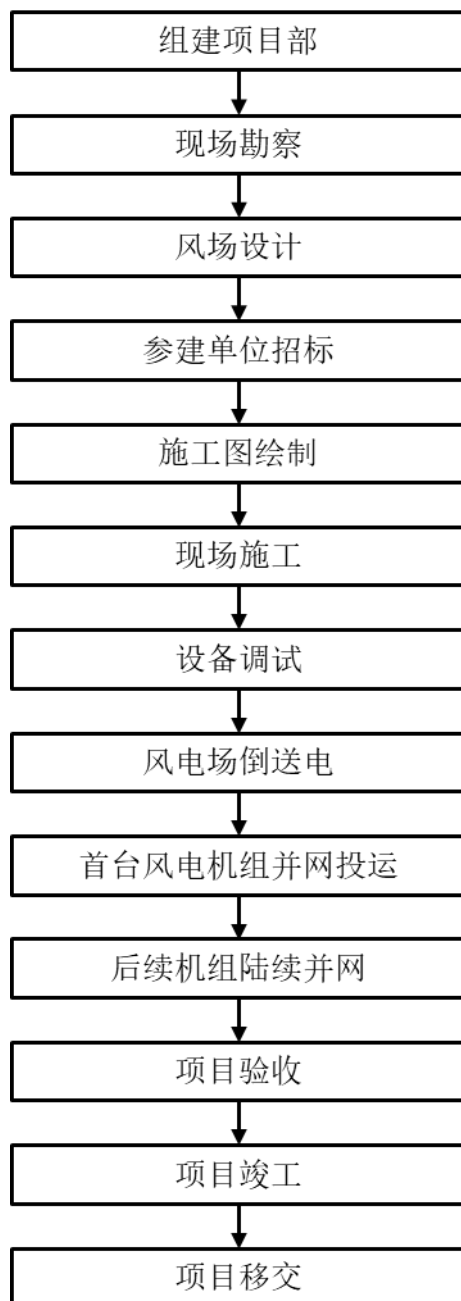 组建项目部
现场勘察
风场设计
参建单位招标
施工图绘制
现场施工
设备调试
风电场倒送电
首台风电机组并网投运
后续机组陆续并网
项目验收
项目竣工
项目移交